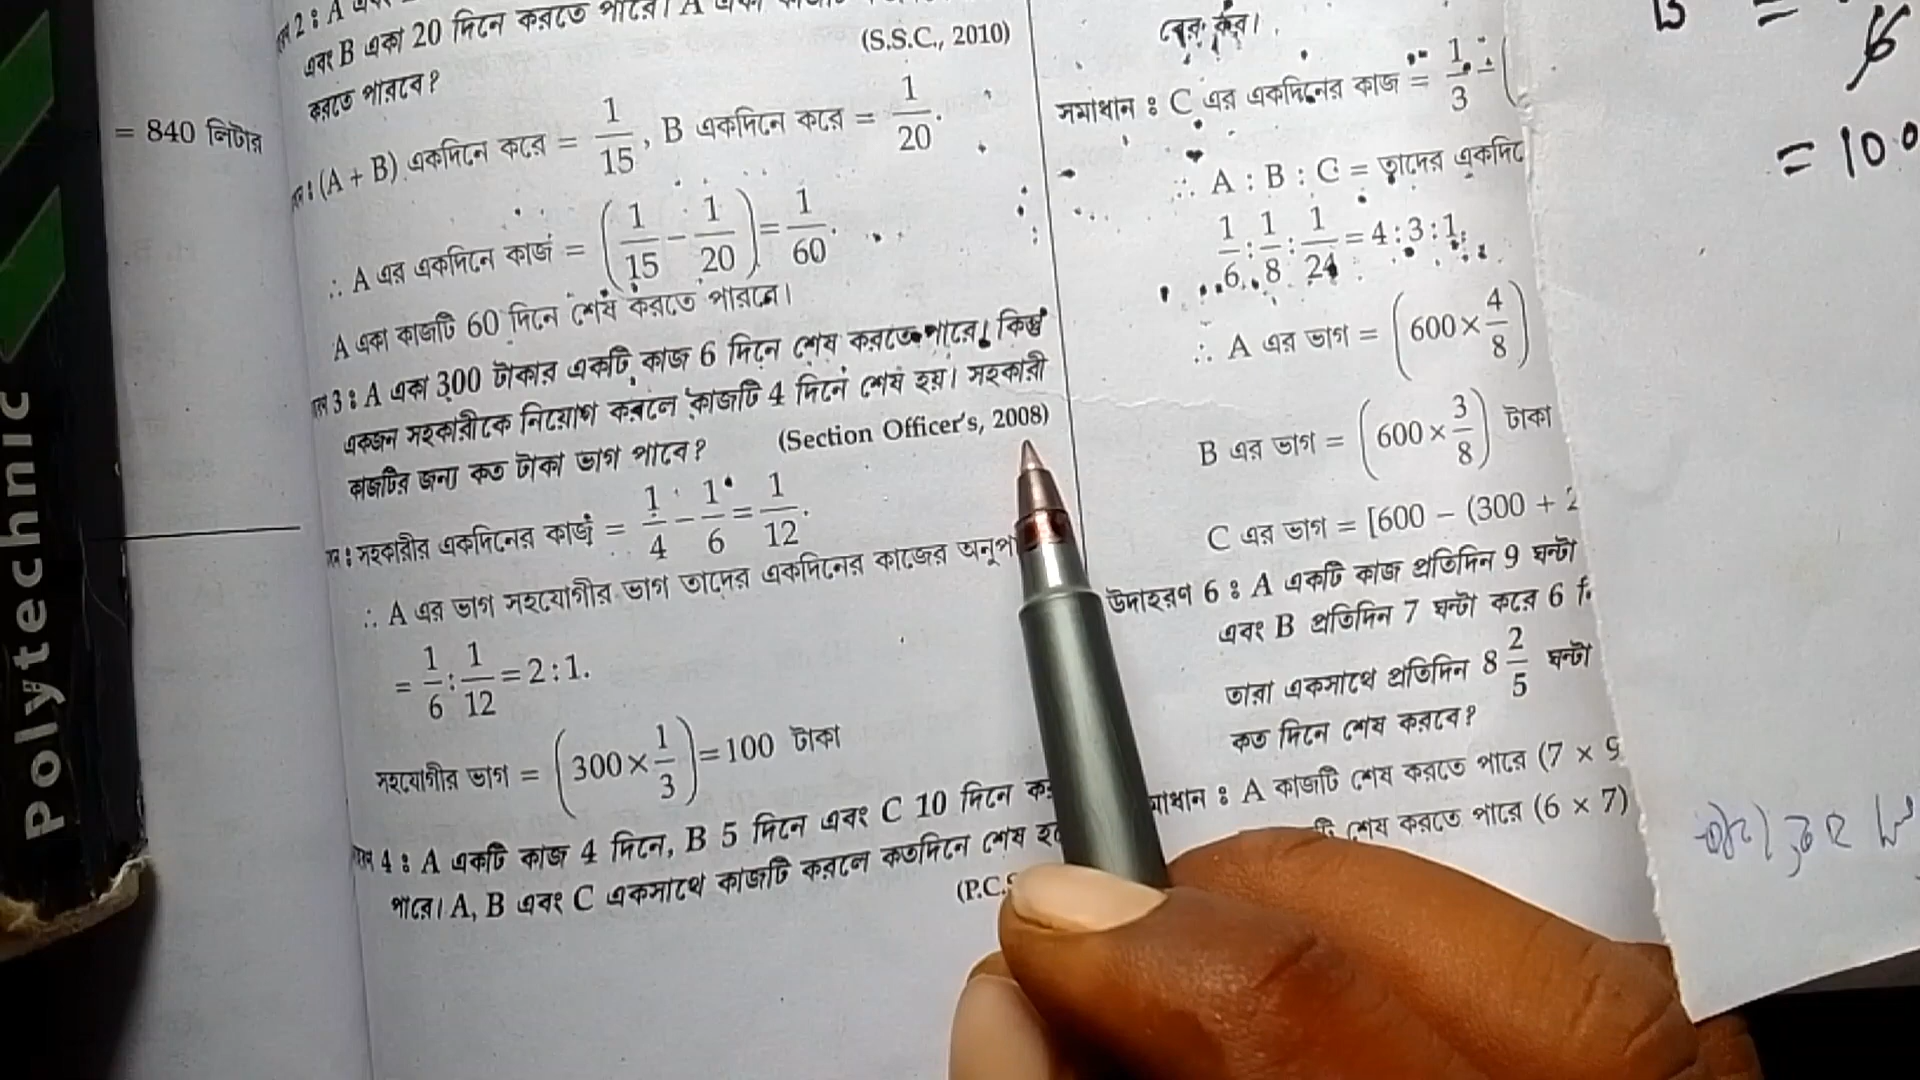 Polytechnic
= 840 লিটার
2 : A
এবং B একা 20 দিনে করতে পারে। A একা কাজটি
করতে পারবে?
(S.S.C., 2010)
: (A + B) একদিনে করে = 1/15, B একদিনে করে = 1/20.
∴ A এর একদিনে কাজ = (1/15 − 1/20) = 1/60.
A একা কাজটি 60 দিনে শেষ করতে পারবে।
3 : A একা 300 টাকার একটি কাজ 6 দিনে শেষ করতে পারে। কিন্তু
একজন সহকারীকে নিয়োগ করলে কাজটি 4 দিনে শেষ হয়। সহকারী
কাজটির জন্য কত টাকা ভাগ পাবে?
(Section Officer's, 2008)
: সহকারীর একদিনের কাজ = 1/4 − 1/6 = 1/12.
∴ A এর ভাগ সহযোগীর ভাগ তাদের একদিনের কাজের অনুপা
= 1/6 : 1/12 = 2 : 1.
সহযোগীর ভাগ = (300 × 1/3) = 100 টাকা
4 : A একটি কাজ 4 দিনে, B 5 দিনে এবং C 10 দিনে
পারে। A, B এবং C একসাথে কাজটি করলে কতদিনে শেষ
(P.C.
বের কর।
সমাধান : C এর একদিনের কাজ = 1/3 − (
∴ A : B : C = তাদের একদি
1/6 : 1/8 : 1/24 = 4 : 3 : 1.
∴ A এর ভাগ = (600 × 4/8)
B এর ভাগ = (600 × 3/8) টাকা
C এর ভাগ = [600 − (300 + 2
উদাহরণ 6 : A একটি কাজ প্রতিদিন 9 ঘন্টা
এবং B প্রতিদিন 7 ঘন্টা করে 6
তারা একসাথে প্রতিদিন 8 2/5 ঘন্টা
কত দিনে শেষ করবে?
মাধান : A কাজটি শেষ করতে পারে (7 × 9
টি শেষ করতে পারে (6 × 7)
B =
6
= 10.0